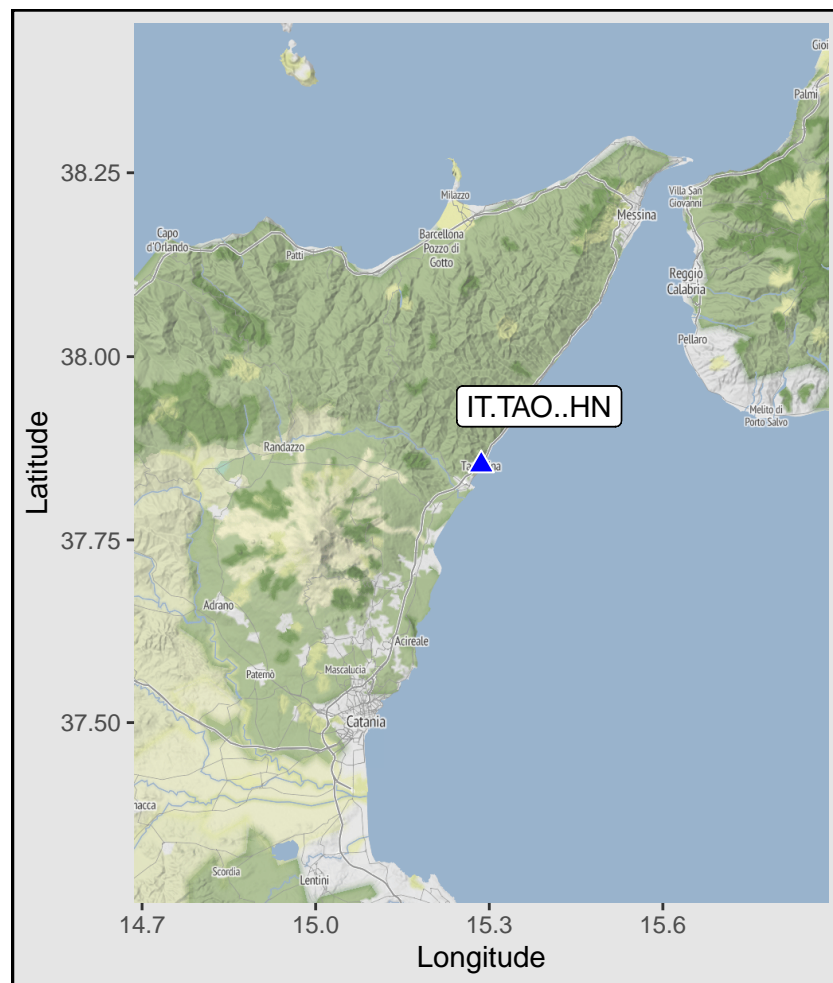 Gioi
Palmi
38.25
Milazzo
Villa San
Giovanni
Messina
Capo
d'Orlando
Barcellona
Pozzo di
Gotto
Patti
Reggio
Calabria
38.00
Pellaro
IT.TAO..HN
Melito di
Porto Salvo
Randazzo
Latitude
37.75
Adrano
Acireale
Mascalucia
Paternò
37.50
Catania
nacca
Scordia
Lentini
14.7
15.0
15.3
15.6
Longitude